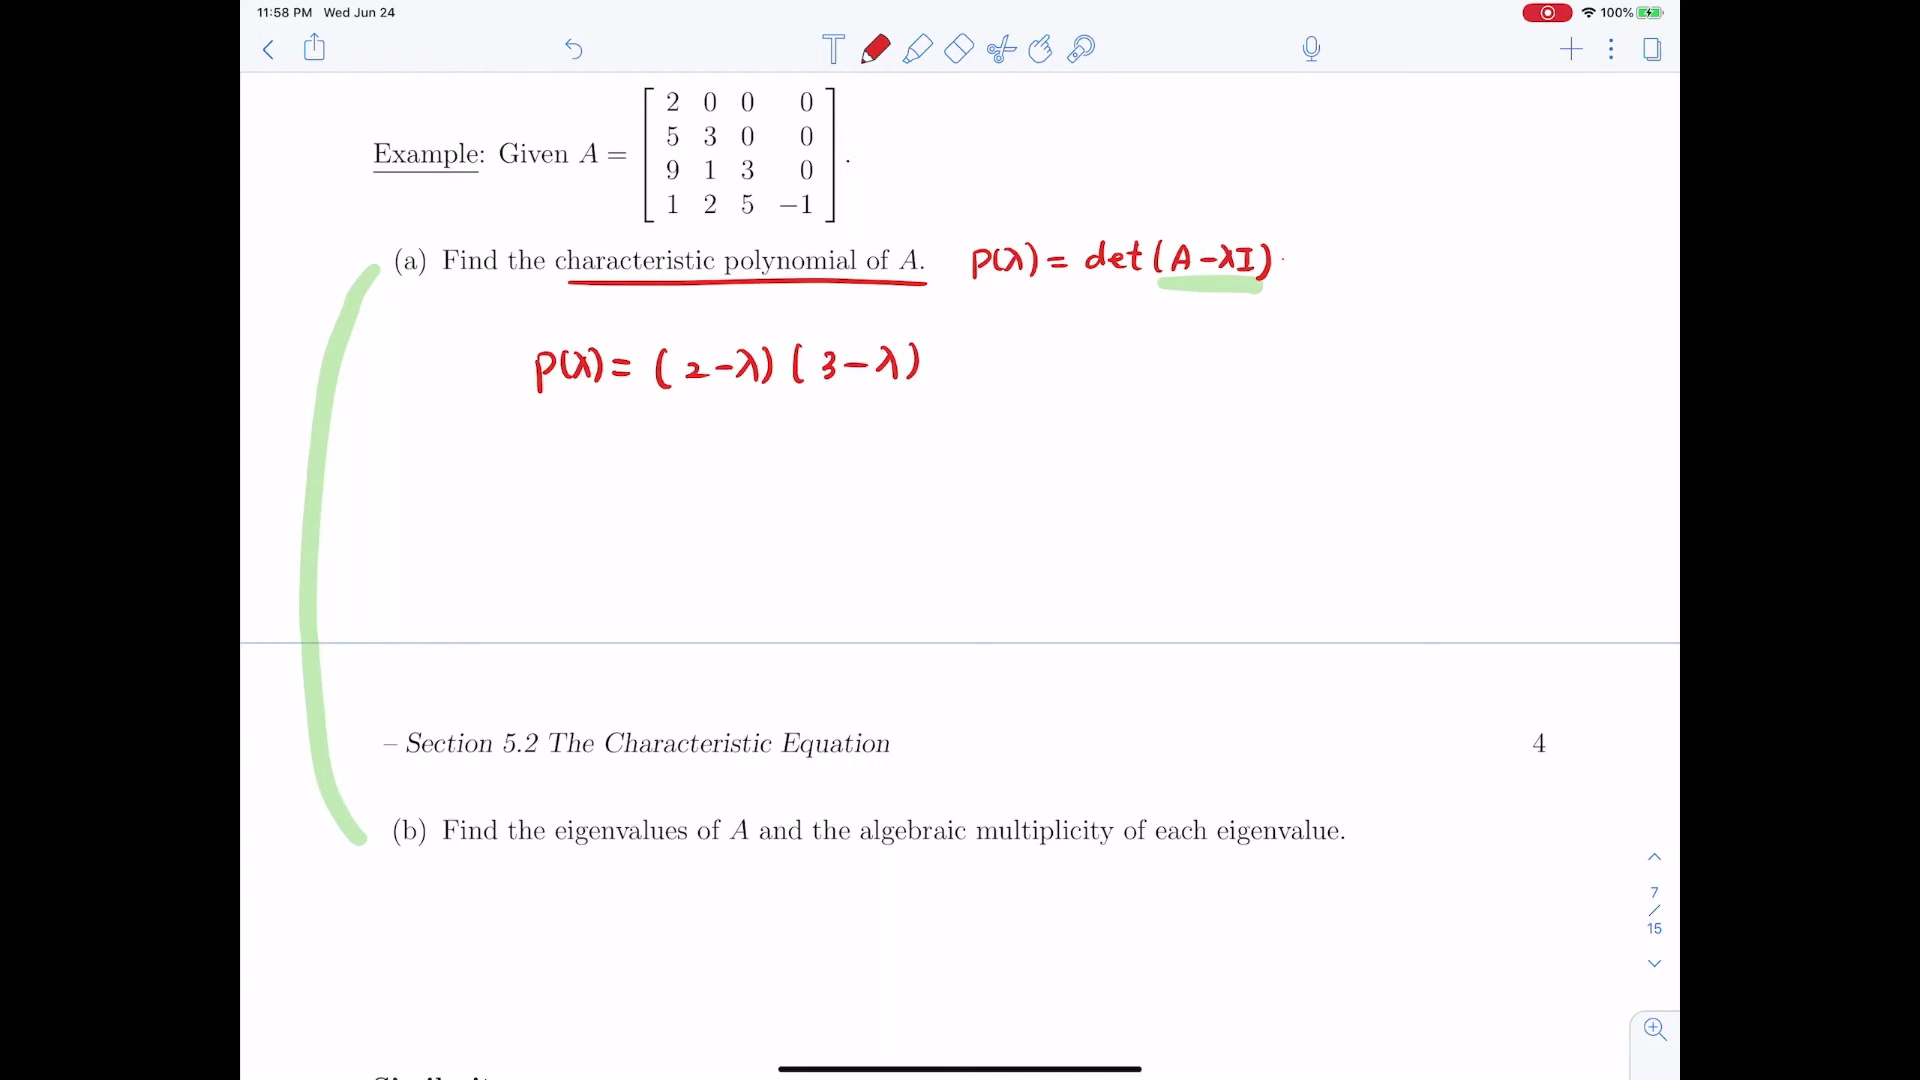 11:58 PM Wed Jun 24 100%
2 0 0 0
5 3 0 0
Example: Given A = .
9 1 3 0
1 2 5 −1
(a) Find the characteristic polynomial of A. P(λ) = det (A − λI)
P(λ) = (2 − λ) (3 − λ)
– Section 5.2 The Characteristic Equation 4
(b) Find the eigenvalues of A and the algebraic multiplicity of each eigenvalue.
7
/
15